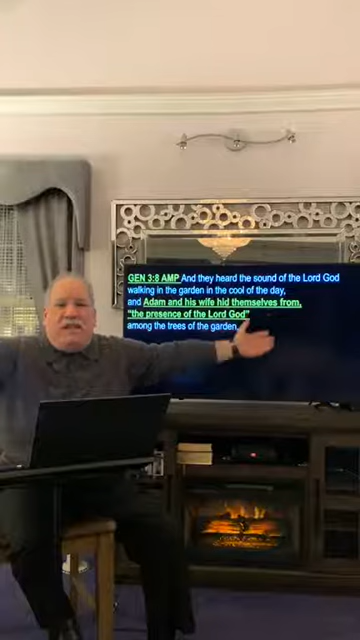 GEN 3:8 AMP And they heard the sound of the Lord God
walking in the garden in the cool of the day,
and Adam and his wife hid themselves from,
"the presence of the Lord God"
among the trees of the garden.